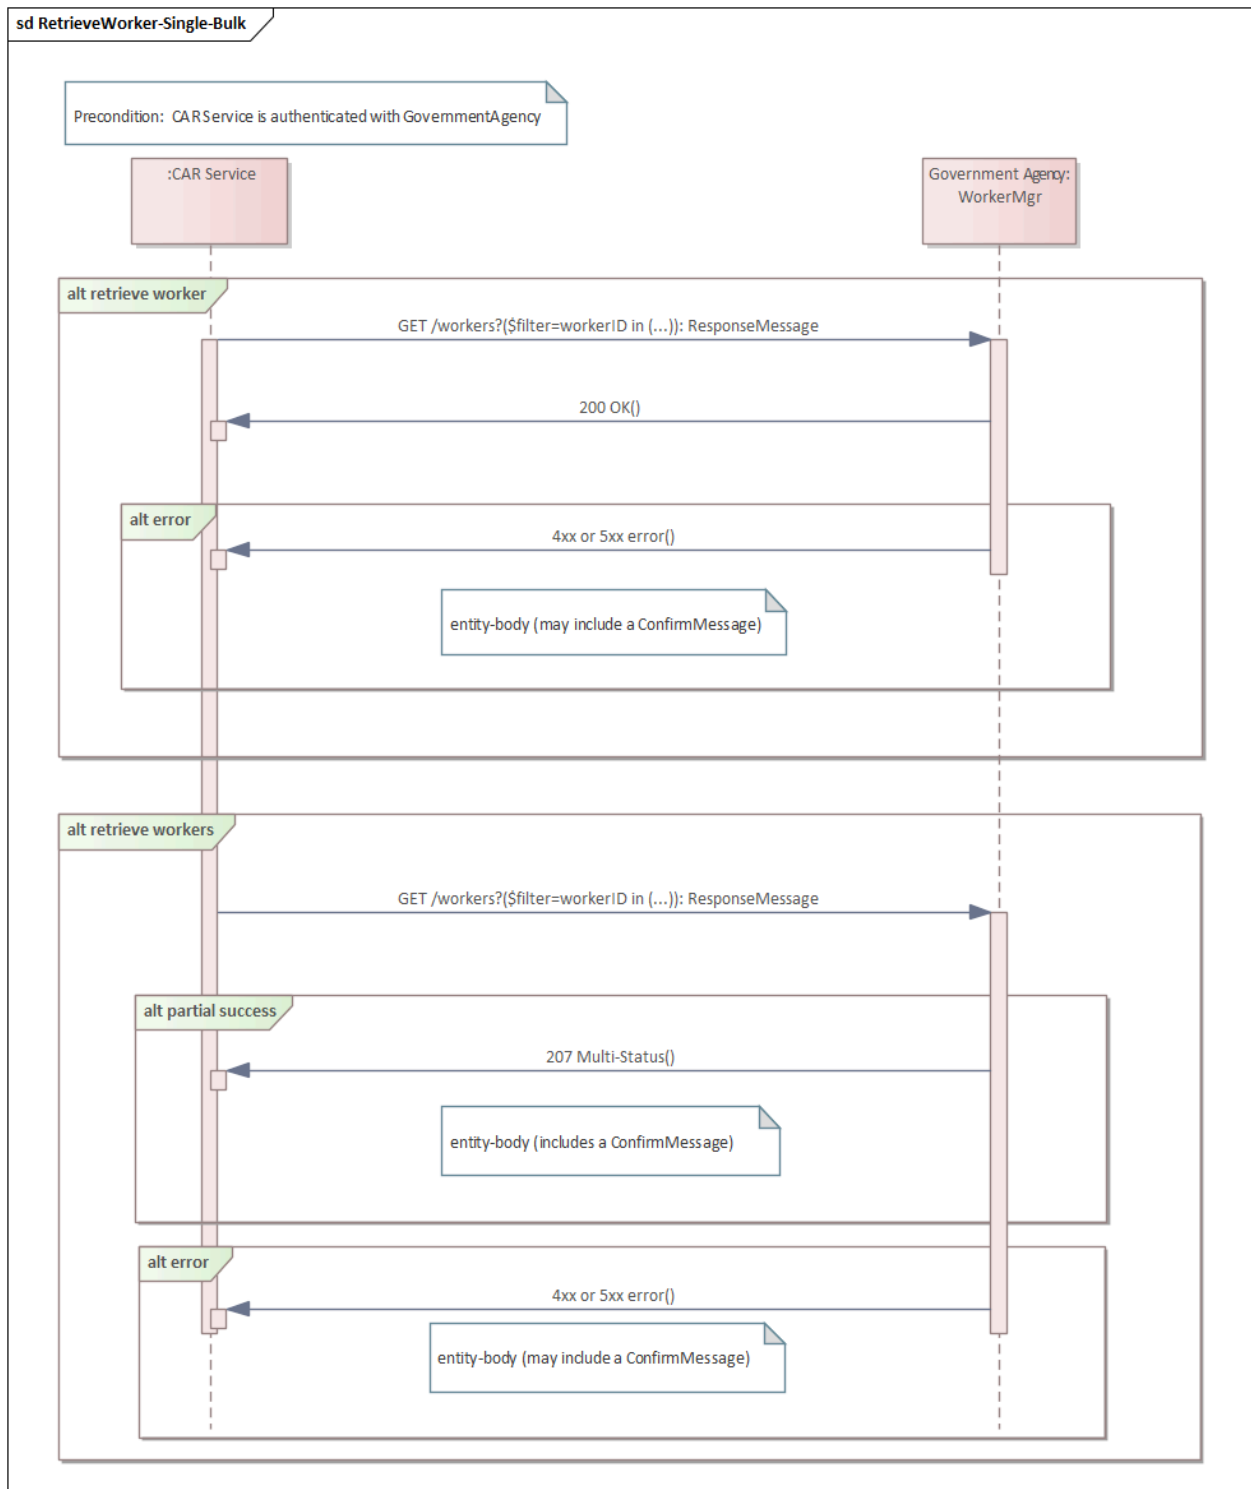 sd RetrieveWorker-Single-Bulk
Precondition: CAR Service is authenticated with GovernmentAgency
:CAR Service
Government Agency:
WorkerMgr
alt retrieve worker
GET /workers?($filter=workerID in (...)): ResponseMessage
200 OK()
alt error
4xx or 5xx error()
entity-body (may include a ConfirmMessage)
alt retrieve workers
GET /workers?($filter=workerID in (...)): ResponseMessage
alt partial success
207 Multi-Status()
entity-body (includes a ConfirmMessage)
alt error
4xx or 5xx error()
entity-body (may include a ConfirmMessage)